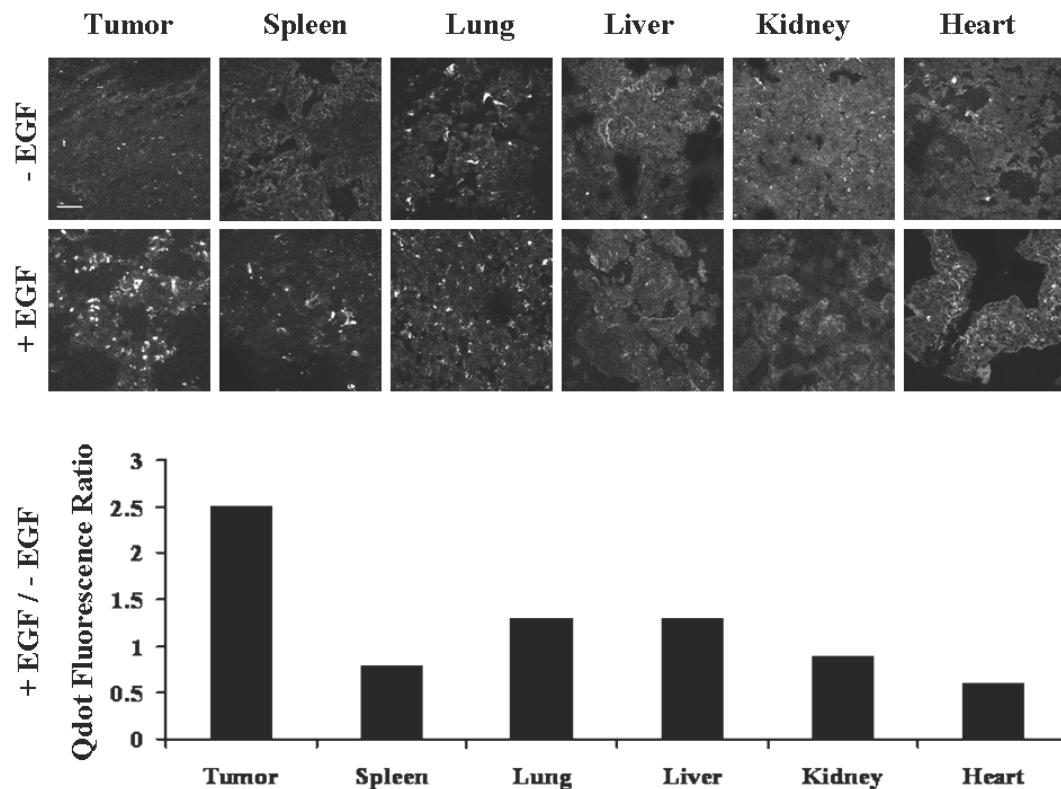 Tumor Spleen Lung Liver Kidney Heart
- EGF
+ EGF
+ EGF / - EGF
Qdot Fluorescence Ratio
3
2.5
2
1.5
1
0.5
0
Tumor Spleen Lung Liver Kidney Heart